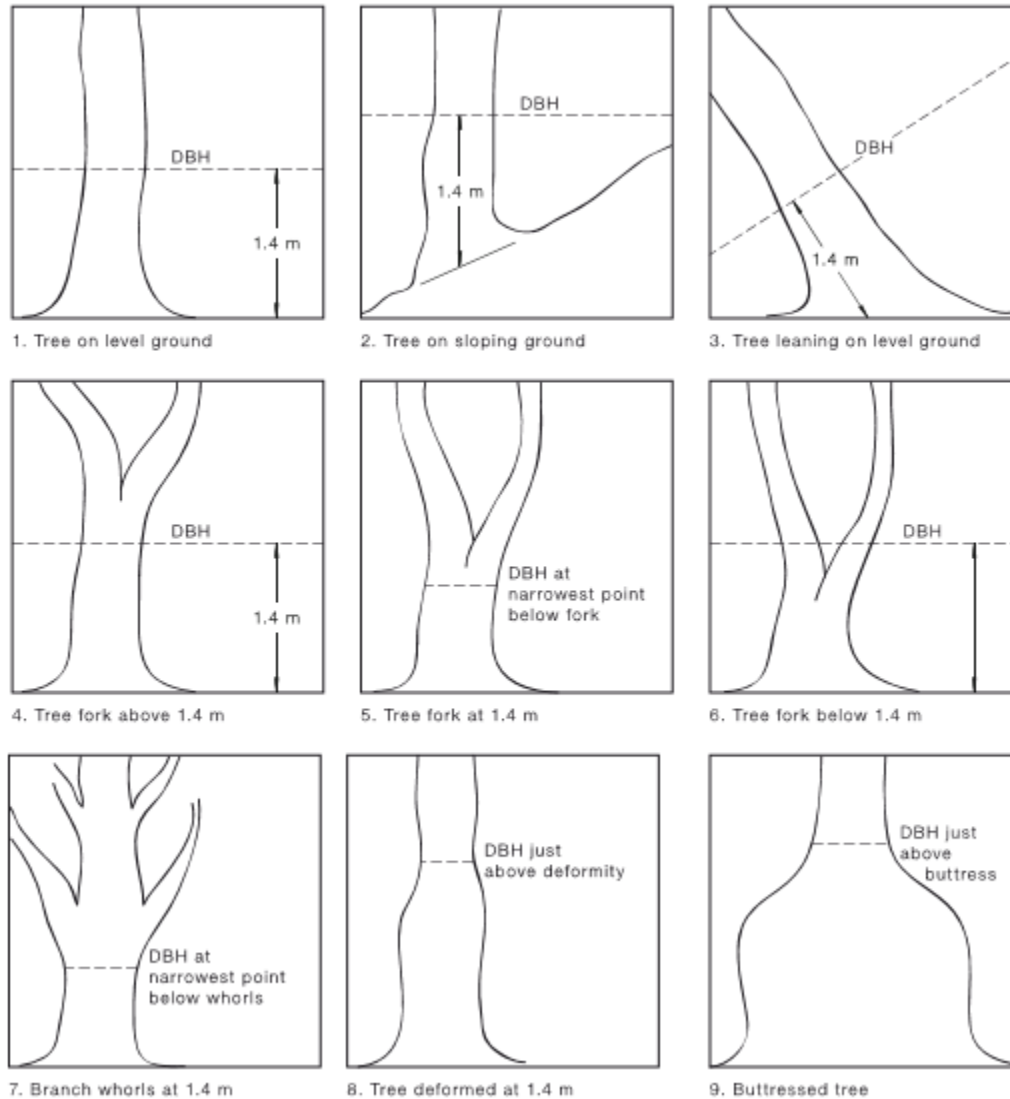 DBH
1.4 m
1. Tree on level ground
DBH
1.4 m
2. Tree on sloping ground
DBH
1.4 m
3. Tree leaning on level ground
DBH
1.4 m
4. Tree fork above 1.4 m
DBH at
narrowest point
below fork
5. Tree fork at 1.4 m
DBH
6. Tree fork below 1.4 m
DBH at
narrowest point
below whorls
7. Branch whorls at 1.4 m
DBH just
above deformity
8. Tree deformed at 1.4 m
DBH just
above
buttress
9. Buttressed tree